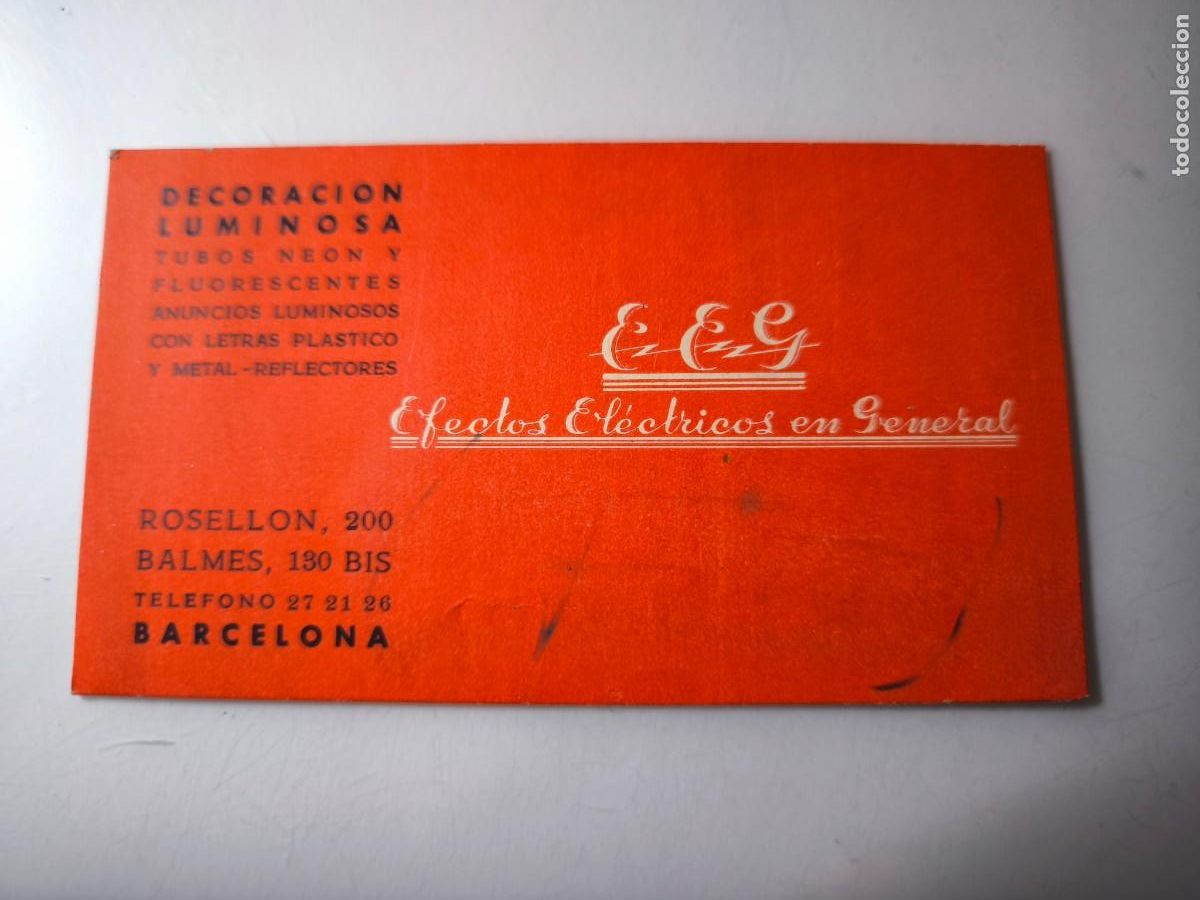 DECORACION
LUMINOSA
TUBOS NEON Y
FLUORESCENTES
ANUNCIOS LUMINOSOS
CON LETRAS PLASTICO
Y METAL - REFLECTORES
E E G
Efectos Eléctricos en General
ROSELLON, 200
BALMES, 130 BIS
TELEFONO 27 21 26
BARCELONA
todocoleccion